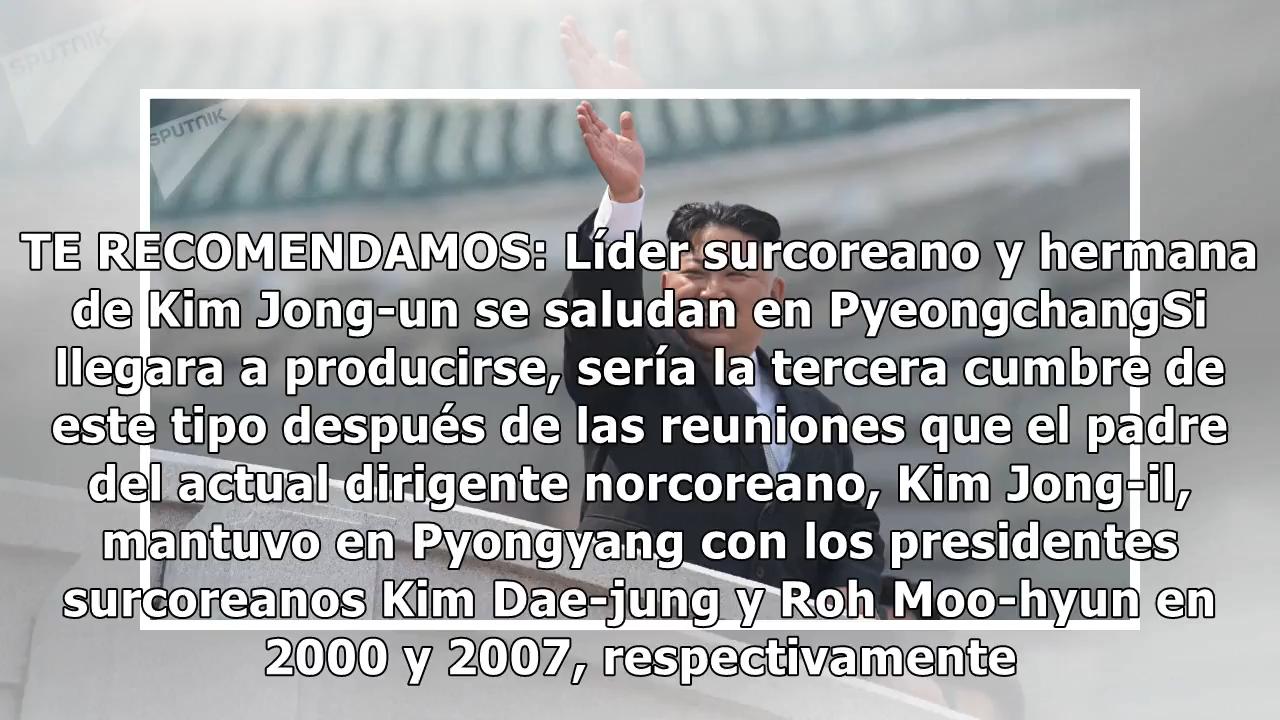 SPUTNIK
SPUTNIK
TE RECOMENDAMOS: Líder surcoreano y hermana
de Kim Jong-un se saludan en PyeongchangSi
llegara a producirse, sería la tercera cumbre de
este tipo después de las reuniones que el padre
del actual dirigente norcoreano, Kim Jong-il,
mantuvo en Pyongyang con los presidentes
surcoreanos Kim Dae-jung y Roh Moo-hyun en
2000 y 2007, respectivamente